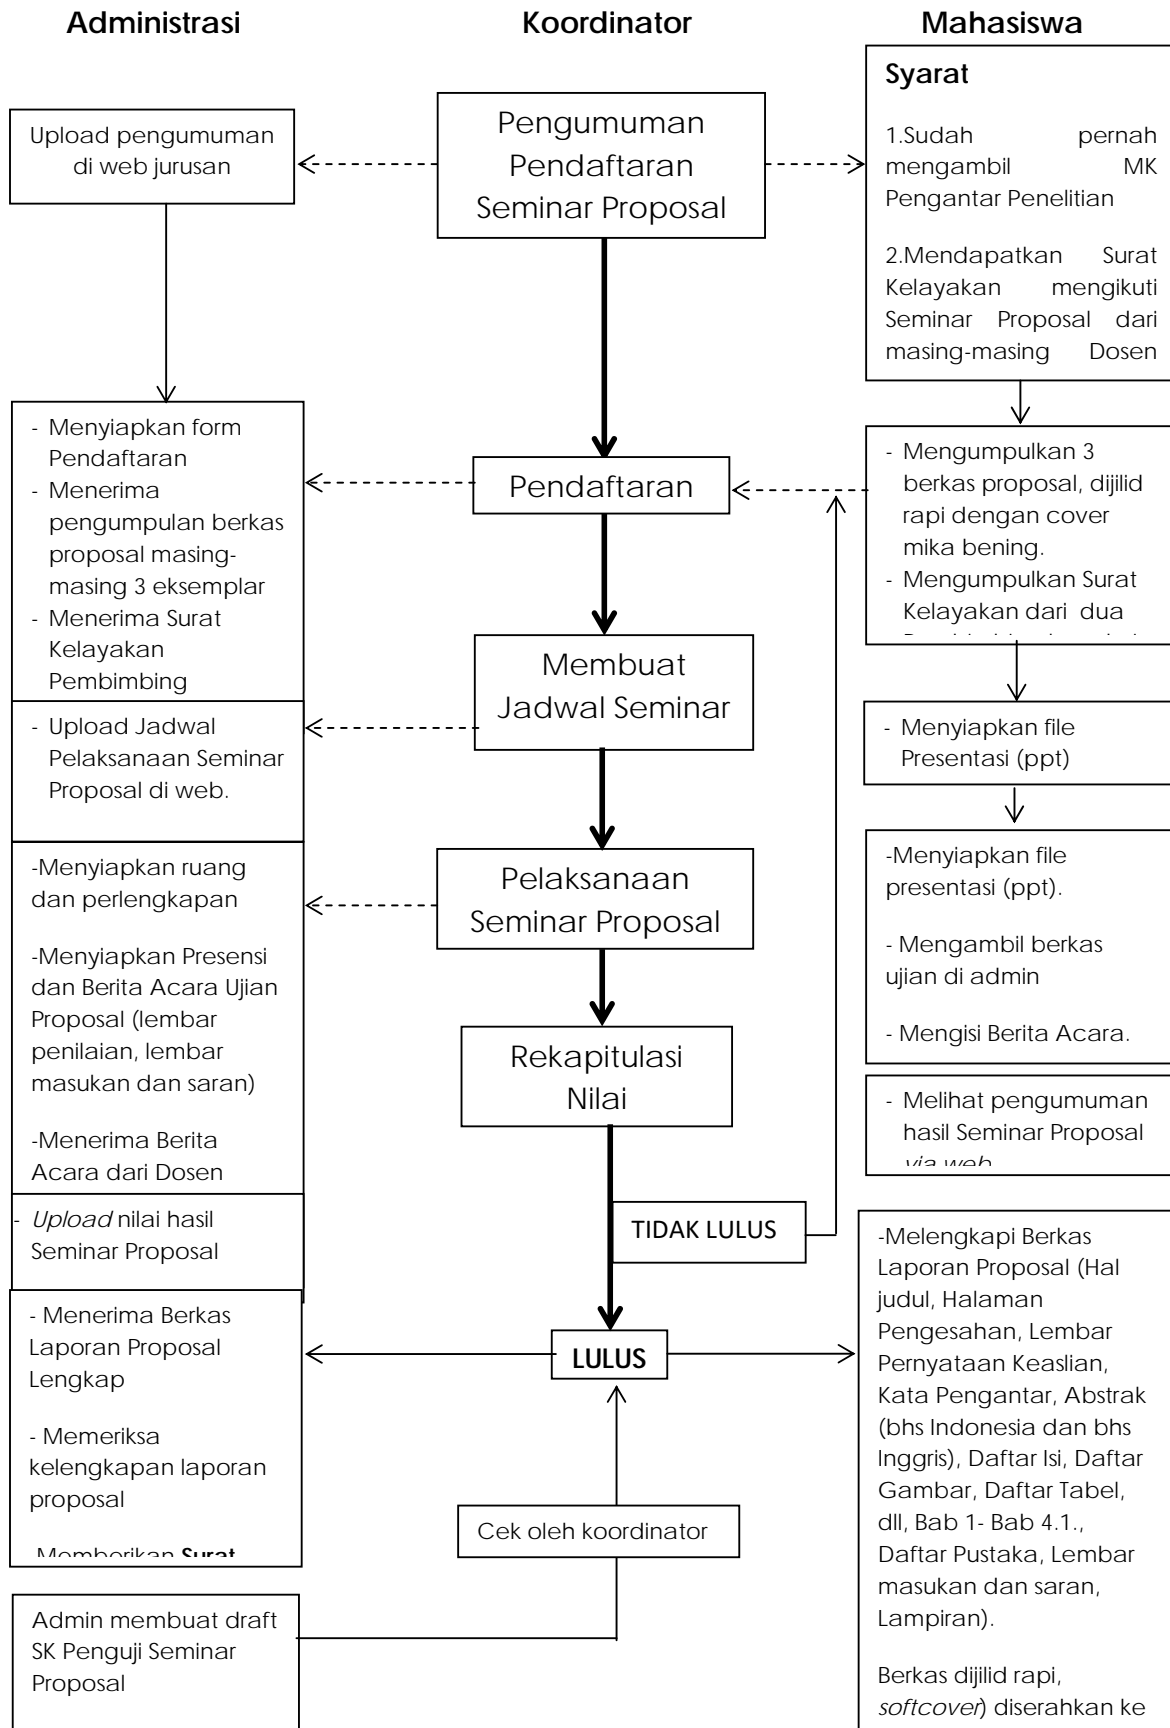 Administrasi
Koordinator
Mahasiswa
Upload pengumuman
di web jurusan
Pengumuman
Pendaftaran
Seminar Proposal
Syarat
1.Sudah pernah
mengambil MK
Pengantar Penelitian
2.Mendapatkan Surat
Kelayakan mengikuti
Seminar Proposal dari
masing-masing Dosen
- Menyiapkan form
Pendaftaran
- Menerima
pengumpulan berkas
proposal masing-
masing 3 eksemplar
- Menerima Surat
Kelayakan
Pembimbing
Pendaftaran
- Mengumpulkan 3
berkas proposal, dijilid
rapi dengan cover
mika bening.
- Mengumpulkan Surat
Kelayakan dari dua
- Upload Jadwal
Pelaksanaan Seminar
Proposal di web.
Membuat
Jadwal Seminar
- Menyiapkan file
Presentasi (ppt)
-Menyiapkan ruang
dan perlengkapan
-Menyiapkan Presensi
dan Berita Acara Ujian
Proposal (lembar
penilaian, lembar
masukan dan saran)
-Menerima Berita
Acara dari Dosen
Pelaksanaan
Seminar Proposal
-Menyiapkan file
presentasi (ppt).
- Mengambil berkas
ujian di admin
- Mengisi Berita Acara.
Rekapitulasi
Nilai
- Melihat pengumuman
hasil Seminar Proposal
via web
- Upload nilai hasil
Seminar Proposal
TIDAK LULUS
- Menerima Berkas
Laporan Proposal
Lengkap
- Memeriksa
kelengkapan laporan
proposal
-Memberikan Surat
LULUS
-Melengkapi Berkas
Laporan Proposal (Hal
judul, Halaman
Pengesahan, Lembar
Pernyataan Keaslian,
Kata Pengantar, Abstrak
(bhs Indonesia dan bhs
Inggris), Daftar Isi, Daftar
Gambar, Daftar Tabel,
dll, Bab 1- Bab 4.1.,
Daftar Pustaka, Lembar
masukan dan saran,
Lampiran).
Berkas dijilid rapi,
softcover) diserahkan ke
Cek oleh koordinator
Admin membuat draft
SK Penguji Seminar
Proposal